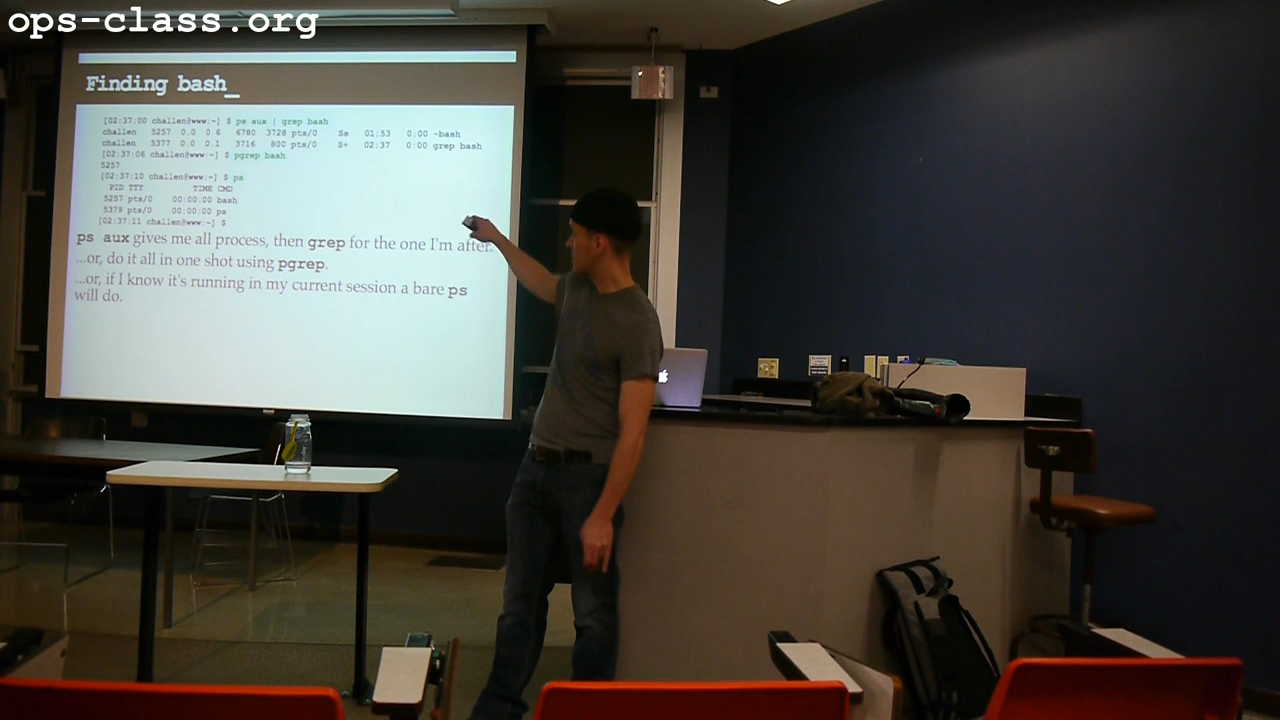 ops-class.org
Finding bash_
[02:37:00 challen@www:~] $ ps aux | grep bash
challen 5257 0.0 0.6 6780 3728 pts/0 Ss 01:53 0:00 -bash
challen 5377 0.0 0.1 3716 800 pts/0 S+ 02:37 0:00 grep bash
[02:37:06 challen@www:~] $ pgrep bash
5257
[02:37:10 challen@www:~] $ ps
PID TTY TIME CMD
5257 pts/0 00:00:00 bash
5379 pts/0 00:00:00 ps
[02:37:11 challen@www:~] $
ps aux gives me all process, then grep for the one I'm after.
...or, do it all in one shot using pgrep,
...or, if I know it's running in my current session a bare ps
will do.